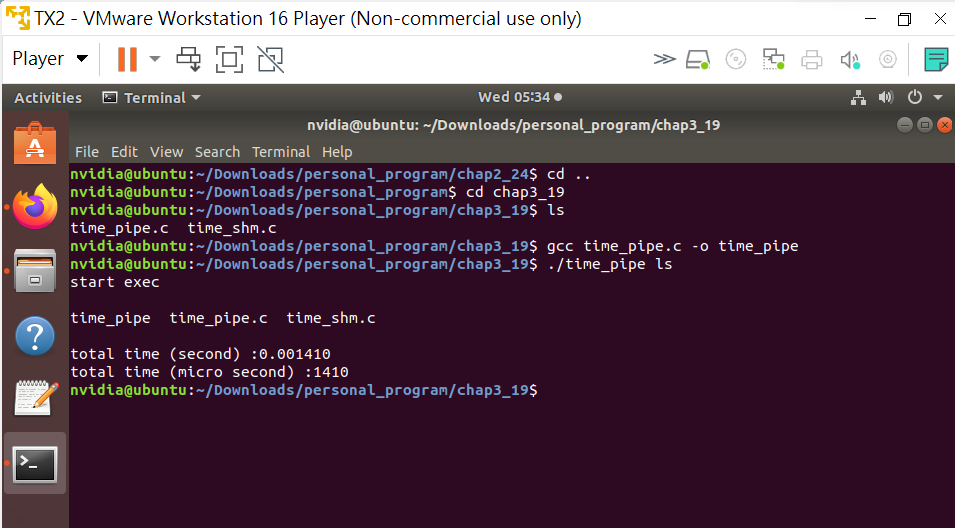 TX2 - VMware Workstation 16 Player (Non-commercial use only)
Player
Activities Terminal Wed 05:34
nvidia@ubuntu: ~/Downloads/personal_program/chap3_19
File Edit View Search Terminal Help
nvidia@ubuntu:~/Downloads/personal_program/chap2_24$ cd ..
nvidia@ubuntu:~/Downloads/personal_program$ cd chap3_19
nvidia@ubuntu:~/Downloads/personal_program/chap3_19$ ls
time_pipe.c  time_shm.c
nvidia@ubuntu:~/Downloads/personal_program/chap3_19$ gcc time_pipe.c -o time_pipe
nvidia@ubuntu:~/Downloads/personal_program/chap3_19$ ./time_pipe ls
start exec
time_pipe  time_pipe.c  time_shm.c
total time (second) :0.001410
total time (micro second) :1410
nvidia@ubuntu:~/Downloads/personal_program/chap3_19$